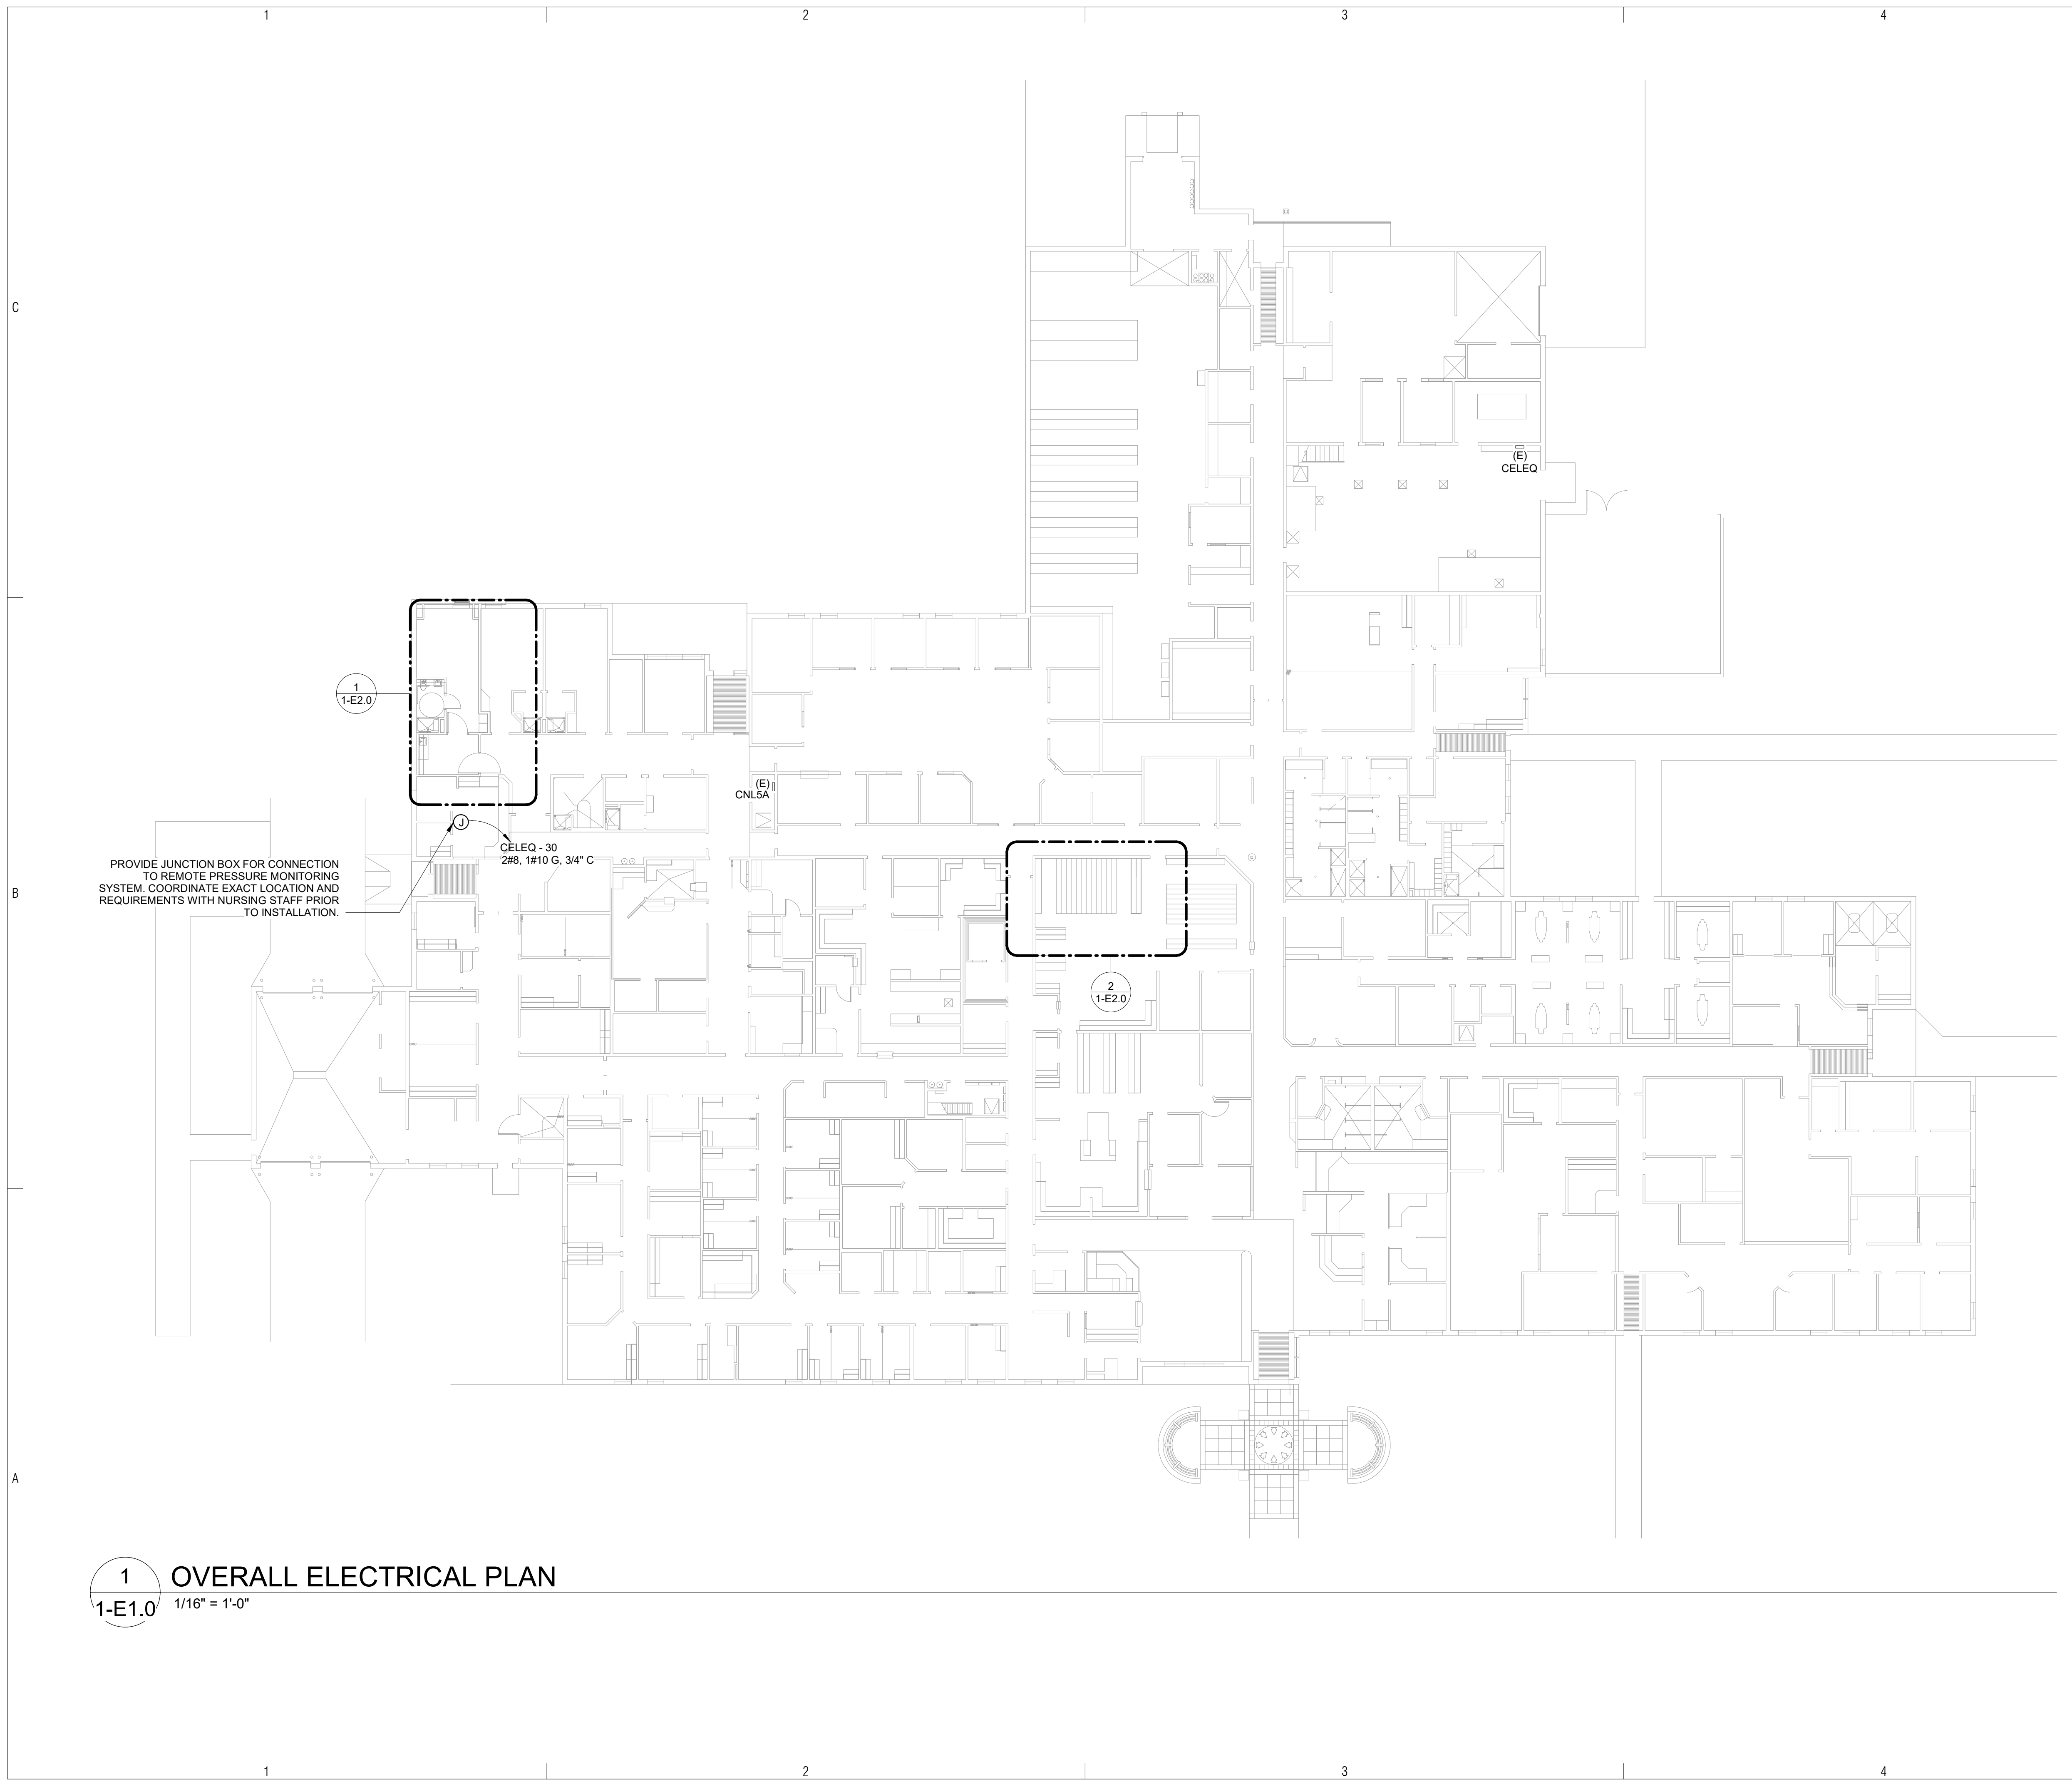 1 2 3 4
C
(E)
CELEQ
1
1-E2.0
(E)
CNL5A
J
CELEQ - 30
2#8, 1#10 G, 3/4" C
PROVIDE JUNCTION BOX FOR CONNECTION
TO REMOTE PRESSURE MONITORING
SYSTEM. COORDINATE EXACT LOCATION AND
REQUIREMENTS WITH NURSING STAFF PRIOR
TO INSTALLATION.
B
2
1-E2.0
A
1
1-E1.0
OVERALL ELECTRICAL PLAN
1/16" = 1'-0"
1 2 3 4